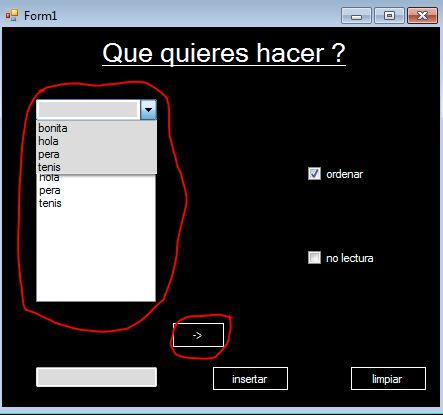 Form1
Que quieres hacer ?
bonita
hola
pera
tenis
hola
pera
tenis
ordenar
no lectura
->
insertar
limpiar